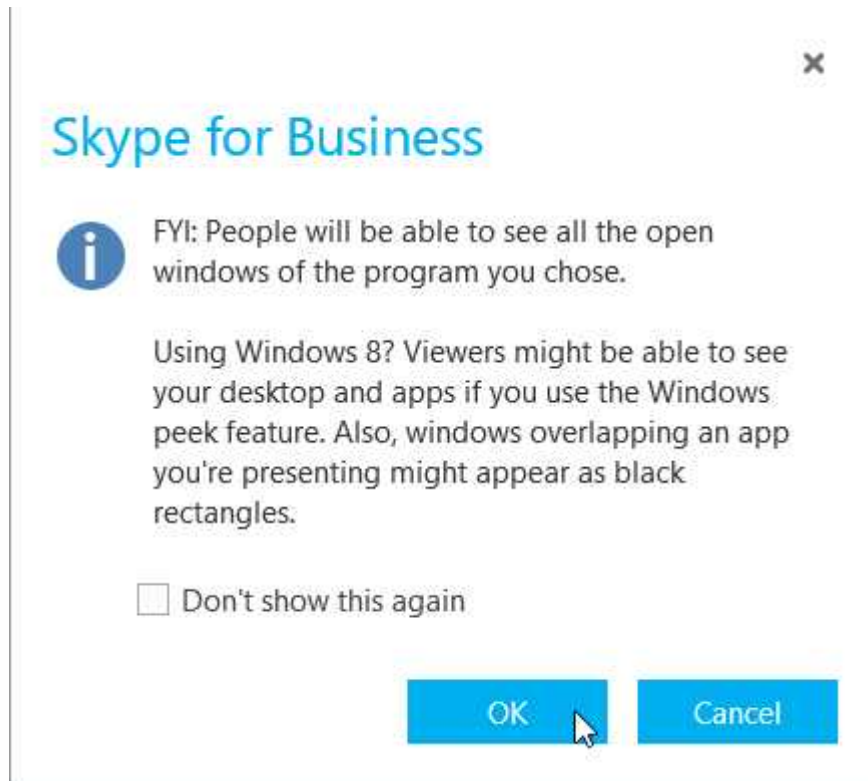 Skype for Business
FYI: People will be able to see all the open
windows of the program you chose.
Using Windows 8? Viewers might be able to see
your desktop and apps if you use the Windows
peek feature. Also, windows overlapping an app
you're presenting might appear as black
rectangles.
Don't show this again
OK
Cancel